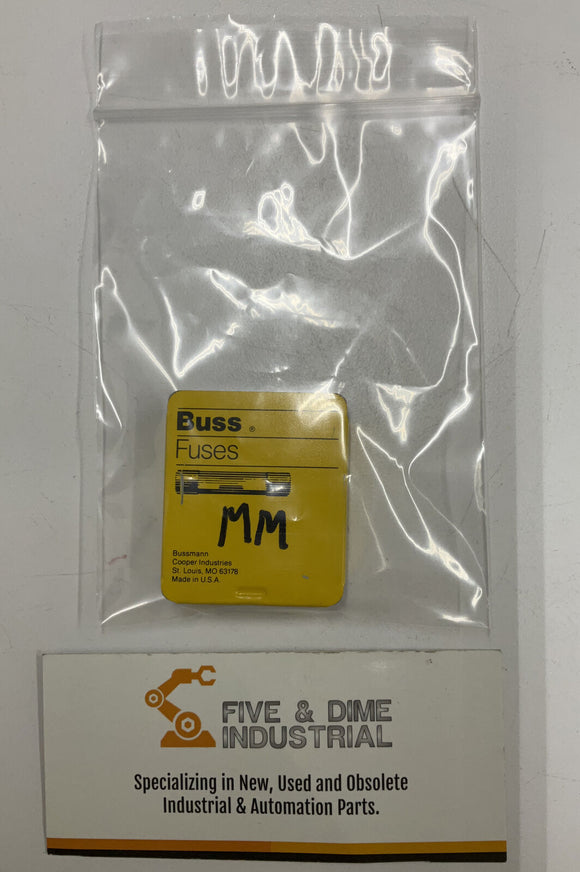 Buss ®
Fuses
MM
Bussmann
Cooper Industries
St. Louis, MO 63178
Made in U.S.A
FIVE & DIME
INDUSTRIAL
Specializing in New, Used and Obsolete
Industrial & Automation Parts.